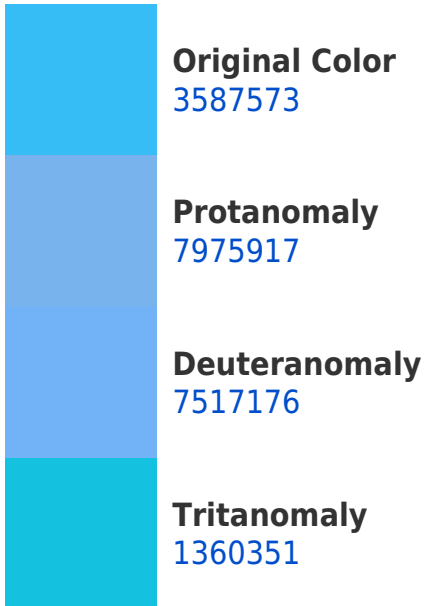 Original Color
3587573
Protanomaly
7975917
Deuteranomaly
7517176
Tritanomaly
1360351